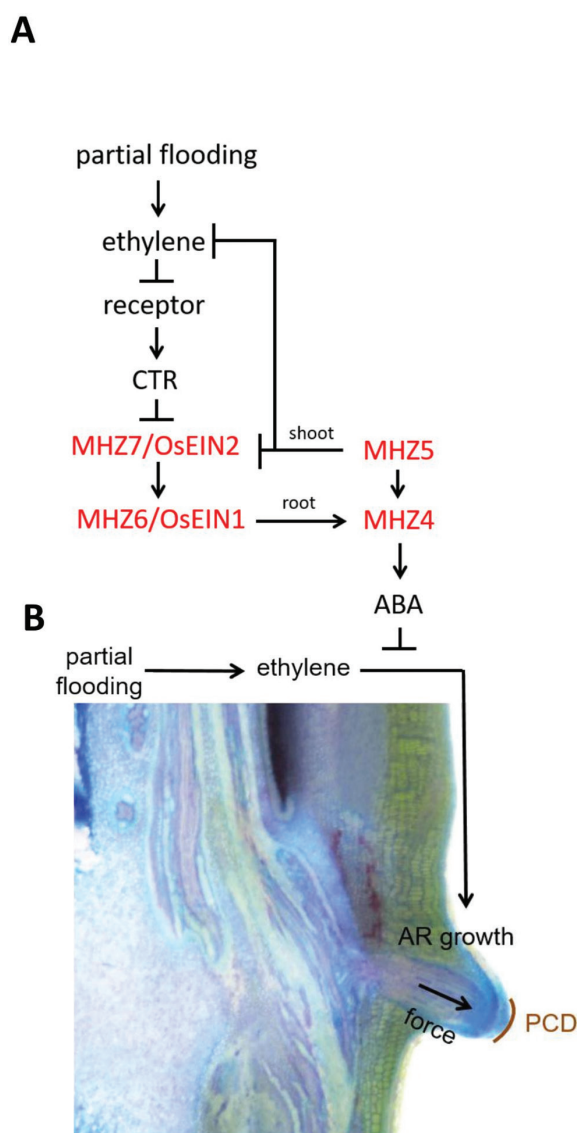 A
partial flooding
ethylene
receptor
CTR
MHZ7/OsEIN2
shoot
MHZ5
MHZ6/OsEIN1
root
MHZ4
ABA
B
partial
flooding
ethylene
AR growth
force
PCD